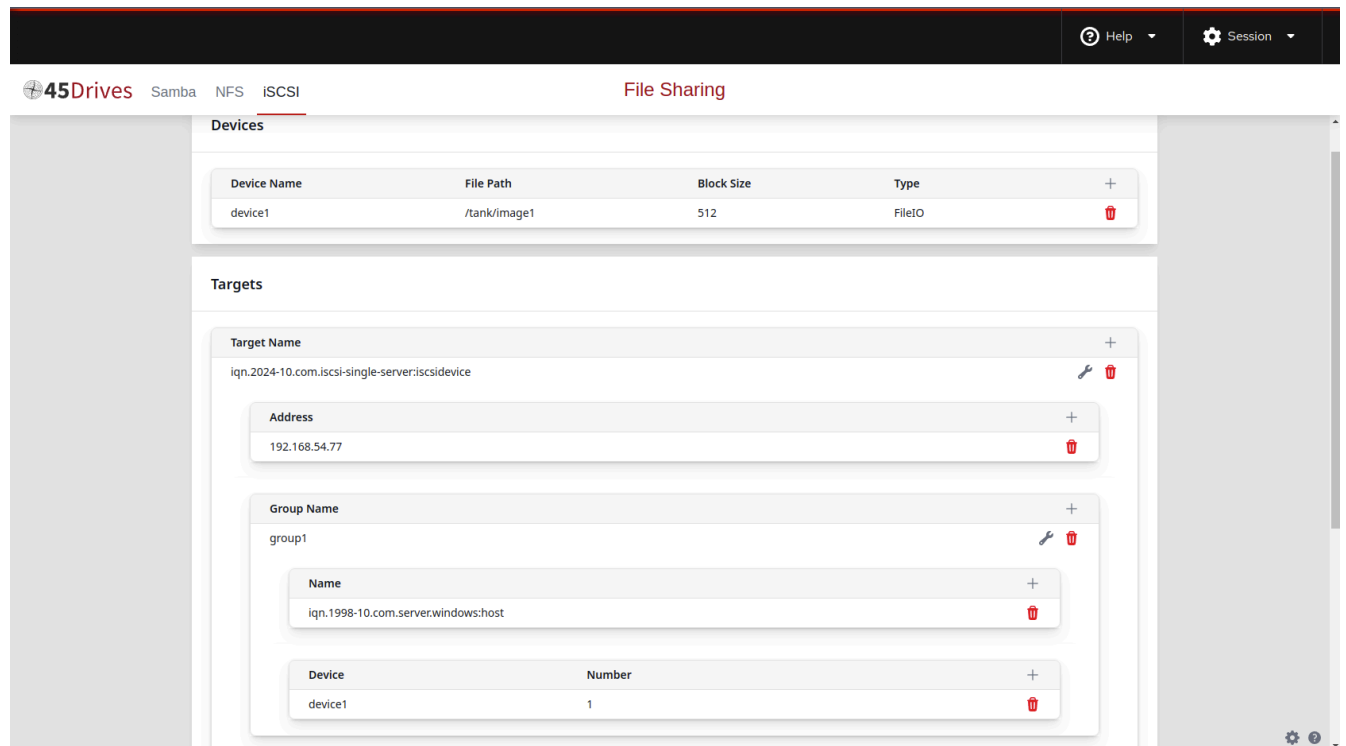 Help
Session
45Drives Samba NFS iSCSI File Sharing
Devices
Device Name File Path Block Size Type
device1 /tank/image1 512 FileIO
Targets
Target Name
iqn.2024-10.com.iscsi-single-server:iscsidevice
Address
192.168.54.77
Group Name
group1
Name
iqn.1998-10.com.server.windows:host
Device Number
device1 1